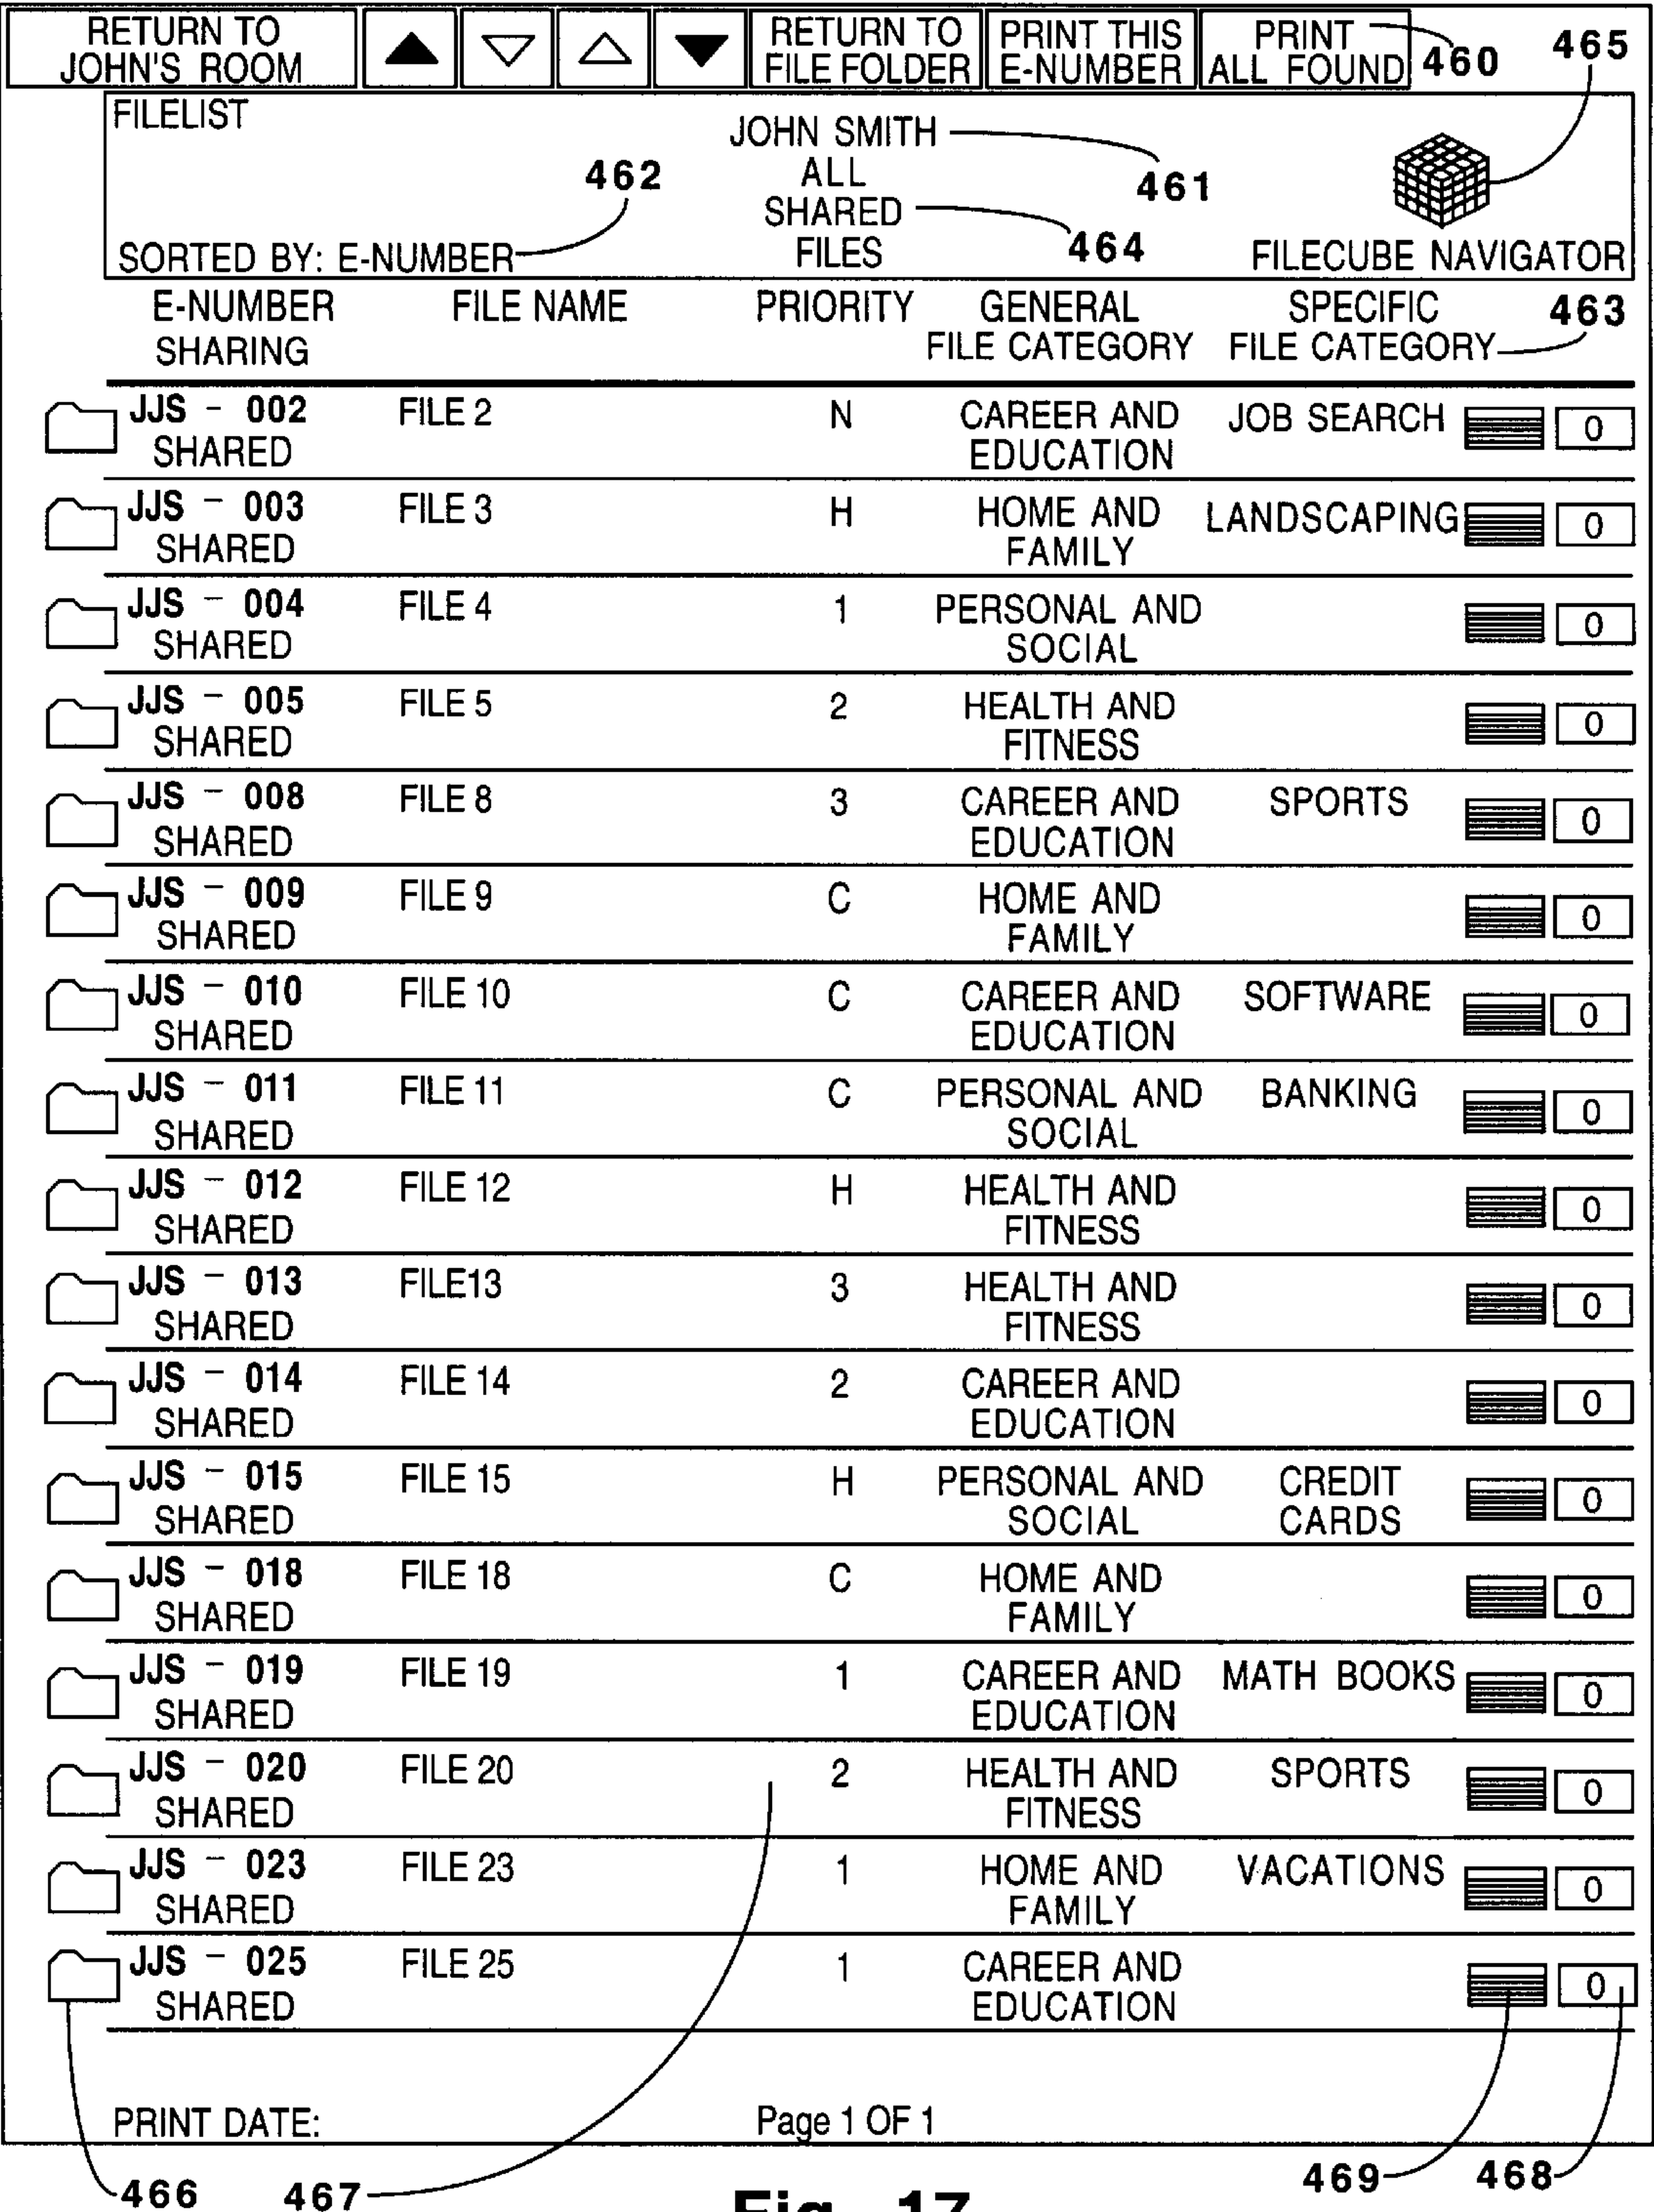 RETURN TO
JOHN'S ROOM
RETURN TO
FILE FOLDER
PRINT THIS
E-NUMBER
PRINT
ALL FOUND
460
465
FILELIST
JOHN SMITH
ALL
SHARED
FILES
461
462
464
SORTED BY: E-NUMBER
FILECUBE NAVIGATOR
E-NUMBER
SHARING
FILE NAME
PRIORITY
GENERAL
FILE CATEGORY
SPECIFIC
FILE CATEGORY
463
JJS - 002 FILE 2 N CAREER AND JOB SEARCH 0
SHARED EDUCATION
JJS - 003 FILE 3 H HOME AND LANDSCAPING 0
SHARED FAMILY
JJS - 004 FILE 4 1 PERSONAL AND 0
SHARED SOCIAL
JJS - 005 FILE 5 2 HEALTH AND 0
SHARED FITNESS
JJS - 008 FILE 8 3 CAREER AND SPORTS 0
SHARED EDUCATION
JJS - 009 FILE 9 C HOME AND 0
SHARED FAMILY
JJS - 010 FILE 10 C CAREER AND SOFTWARE 0
SHARED EDUCATION
JJS - 011 FILE 11 C PERSONAL AND BANKING 0
SHARED SOCIAL
JJS - 012 FILE 12 H HEALTH AND 0
SHARED FITNESS
JJS - 013 FILE13 3 HEALTH AND 0
SHARED FITNESS
JJS - 014 FILE 14 2 CAREER AND 0
SHARED EDUCATION
JJS - 015 FILE 15 H PERSONAL AND CREDIT 0
SHARED SOCIAL CARDS
JJS - 018 FILE 18 C HOME AND 0
SHARED FAMILY
JJS - 019 FILE 19 1 CAREER AND MATH BOOKS 0
SHARED EDUCATION
JJS - 020 FILE 20 2 HEALTH AND SPORTS 0
SHARED FITNESS
JJS - 023 FILE 23 1 HOME AND VACATIONS 0
SHARED FAMILY
JJS - 025 FILE 25 1 CAREER AND 0
SHARED EDUCATION
PRINT DATE: Page 1 OF 1
466 467 469 468
Fig. 17